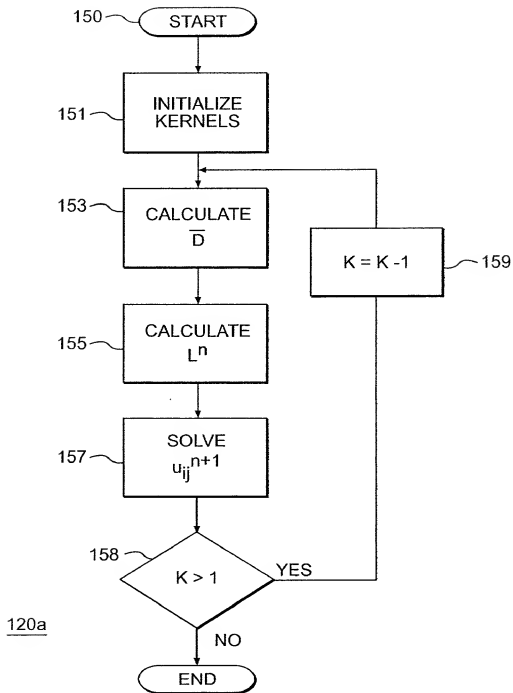 150
START
151
INITIALIZE
KERNELS
153
CALCULATE
D̅
K = K -1
159
155
CALCULATE
Lⁿ
157
SOLVE
uᵢⱼⁿ⁺¹
158
K > 1
YES
120a
NO
END